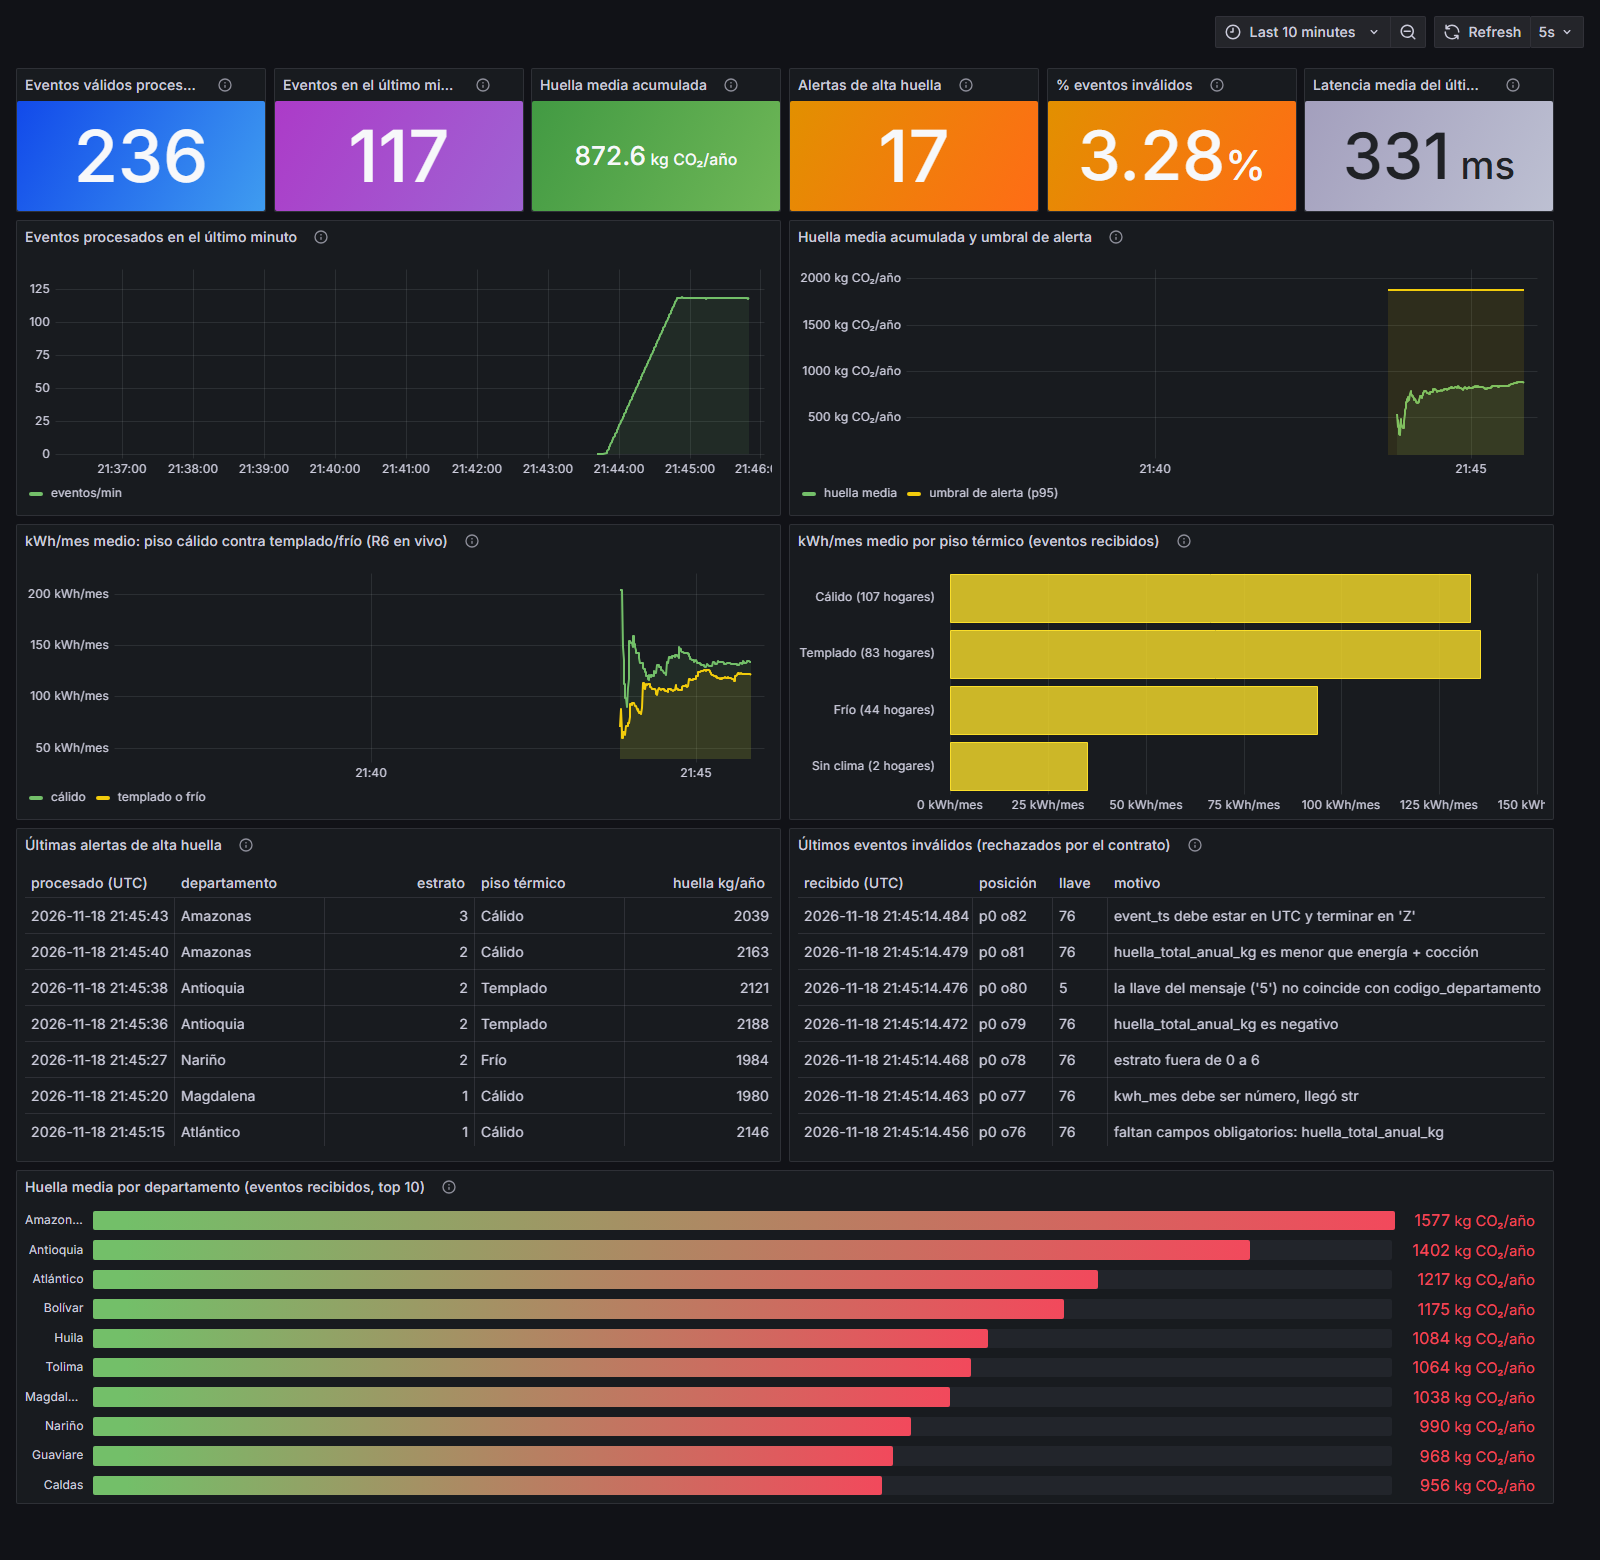 Last 10 minutes
Refresh
5s
Eventos válidos proces...
Eventos en el último mi...
Huella media acumulada
Alertas de alta huella
% eventos inválidos
Latencia media del últi...
236
117
872.6 kg CO₂/año
17
3.28%
331 ms
Eventos procesados en el último minuto
125
100
75
50
25
0
21:37:00 21:38:00 21:39:00 21:40:00 21:41:00 21:42:00 21:43:00 21:44:00 21:45:00 21:46:0
eventos/min
Huella media acumulada y umbral de alerta
2000 kg CO₂/año
1500 kg CO₂/año
1000 kg CO₂/año
500 kg CO₂/año
21:40 21:45
huella media umbral de alerta (p95)
kWh/mes medio: piso cálido contra templado/frío (R6 en vivo)
200 kWh/mes
150 kWh/mes
100 kWh/mes
50 kWh/mes
21:40 21:45
cálido templado o frío
kWh/mes medio por piso térmico (eventos recibidos)
Cálido (107 hogares)
Templado (83 hogares)
Frío (44 hogares)
Sin clima (2 hogares)
0 kWh/mes 25 kWh/mes 50 kWh/mes 75 kWh/mes 100 kWh/mes 125 kWh/mes 150 kWh
Últimas alertas de alta huella
procesado (UTC) departamento estrato piso térmico huella kg/año
2026-11-18 21:45:43 Amazonas 3 Cálido 2039
2026-11-18 21:45:40 Amazonas 2 Cálido 2163
2026-11-18 21:45:38 Antioquia 2 Templado 2121
2026-11-18 21:45:36 Antioquia 2 Templado 2188
2026-11-18 21:45:27 Nariño 2 Frío 1984
2026-11-18 21:45:20 Magdalena 1 Cálido 1980
2026-11-18 21:45:15 Atlántico 1 Cálido 2146
Últimos eventos inválidos (rechazados por el contrato)
recibido (UTC) posición llave motivo
2026-11-18 21:45:14.484 p0 o82 76 event_ts debe estar en UTC y terminar en 'Z'
2026-11-18 21:45:14.479 p0 o81 76 huella_total_anual_kg es menor que energía + cocción
2026-11-18 21:45:14.476 p0 o80 5 la llave del mensaje ('5') no coincide con codigo_departamento
2026-11-18 21:45:14.472 p0 o79 76 huella_total_anual_kg es negativo
2026-11-18 21:45:14.468 p0 o78 76 estrato fuera de 0 a 6
2026-11-18 21:45:14.463 p0 o77 76 kwh_mes debe ser número, llegó str
2026-11-18 21:45:14.456 p0 o76 76 faltan campos obligatorios: huella_total_anual_kg
Huella media por departamento (eventos recibidos, top 10)
Amazon... 1577 kg CO₂/año
Antioquia 1402 kg CO₂/año
Atlántico 1217 kg CO₂/año
Bolívar 1175 kg CO₂/año
Huila 1084 kg CO₂/año
Tolima 1064 kg CO₂/año
Magdal... 1038 kg CO₂/año
Nariño 990 kg CO₂/año
Guaviare 968 kg CO₂/año
Caldas 956 kg CO₂/año